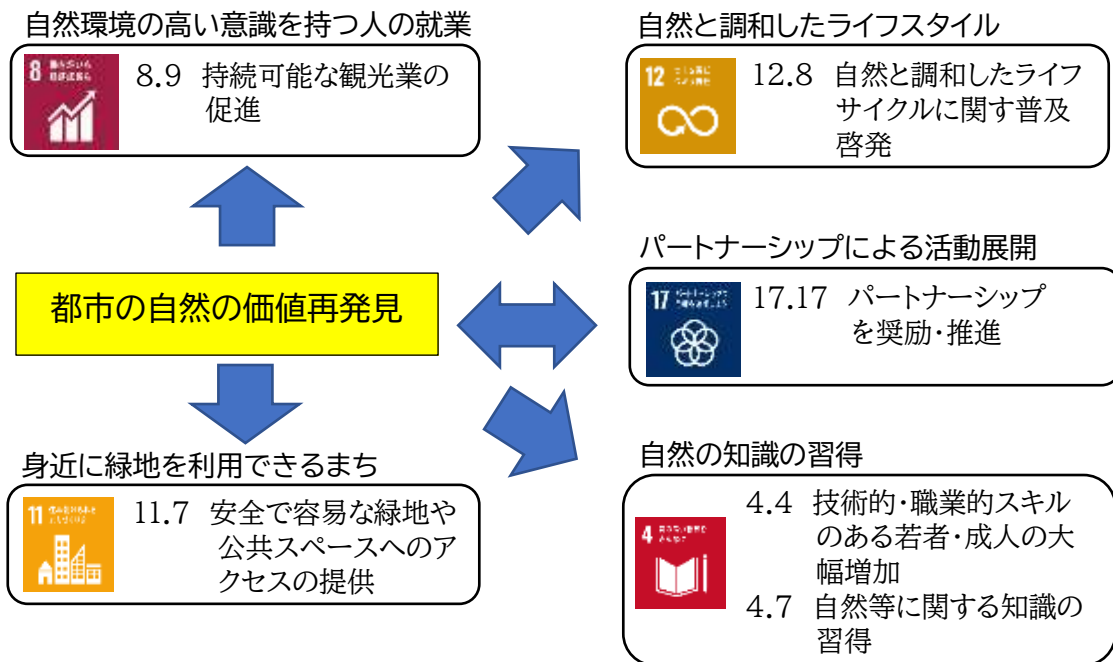 自然環境の高い意識を持つ人の就業
8
8.9 持続可能な観光業の
促進
自然と調和したライフスタイル
12
12.8 自然と調和したライフ
サイクルに関す普及
啓発
都市の自然の価値再発見
パートナーシップによる活動展開
17
17.17 パートナーシップ
を奨励・推進
身近に緑地を利用できるまち
11
11.7 安全で容易な緑地や
公共スペースへのア
クセスの提供
自然の知識の習得
4
4.4 技術的・職業的スキル
のある若者・成人の大
幅増加
4.7 自然等に関する知識の
習得